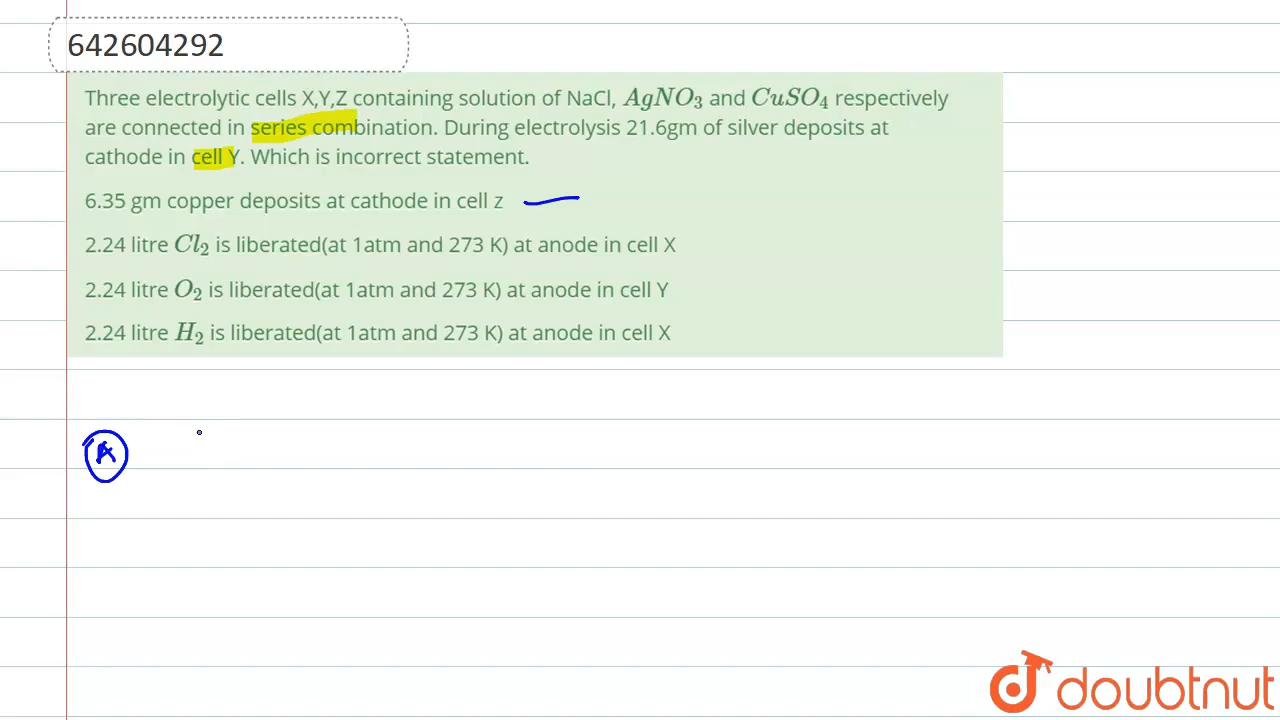 642604292
Three electrolytic cells X,Y,Z containing solution of NaCl, AgNO₃ and CuSO₄ respectively
are connected in series combination. During electrolysis 21.6gm of silver deposits at
cathode in cell Y. Which is incorrect statement.
6.35 gm copper deposits at cathode in cell z
2.24 litre Cl₂ is liberated(at 1atm and 273 K) at anode in cell X
2.24 litre O₂ is liberated(at 1atm and 273 K) at anode in cell Y
2.24 litre H₂ is liberated(at 1atm and 273 K) at anode in cell X
A
doubtnut